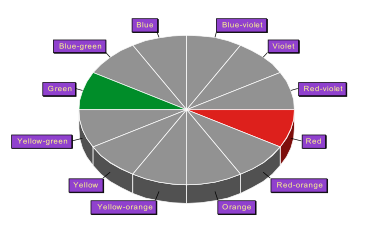 Blue
Blue-violet
Blue-green
Violet
Green
Red-violet
Yellow-green
Red
Yellow
Red-orange
Yellow-orange
Orange